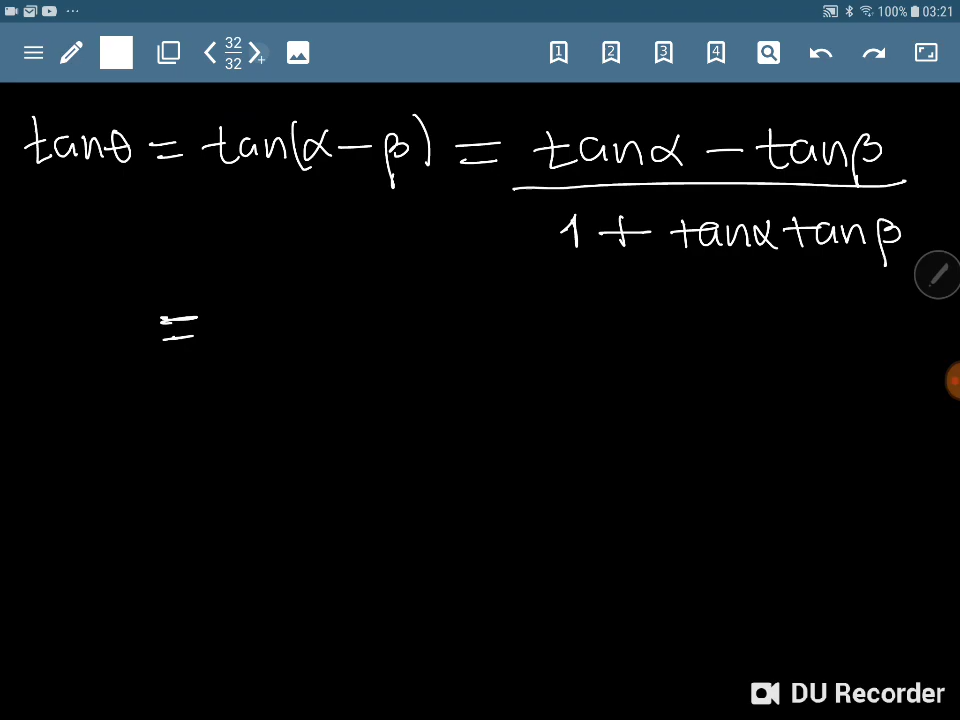 100% 03:21
32
32
1 2 3 4
tanθ = tan(α − β) = tanα − tanβ
1 + tanα tanβ
=
DU Recorder